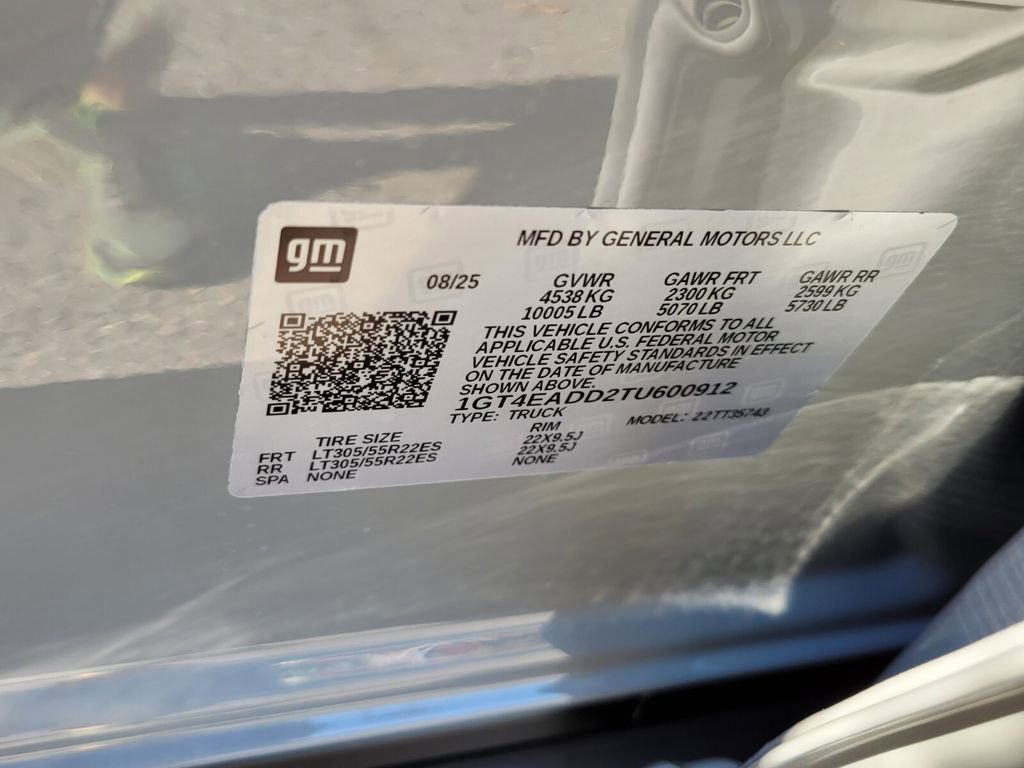 gm
MFD BY GENERAL MOTORS LLC
08/25
GVWR
4538 KG
10005 LB
GAWR FRT
2300 KG
5070 LB
GAWR RR
2599 KG
5730 LB
THIS VEHICLE CONFORMS TO ALL
APPLICABLE U.S. FEDERAL MOTOR
VEHICLE SAFETY STANDARDS IN EFFECT
ON THE DATE OF MANUFACTURE
SHOWN ABOVE.
1GT4EADD2TU600912
TYPE: TRUCK
MODEL: 22TT35743
TIRE SIZE RIM
FRT LT305/55R22ES 22X9.5J
RR LT305/55R22ES 22X9.5J
SPA NONE NONE